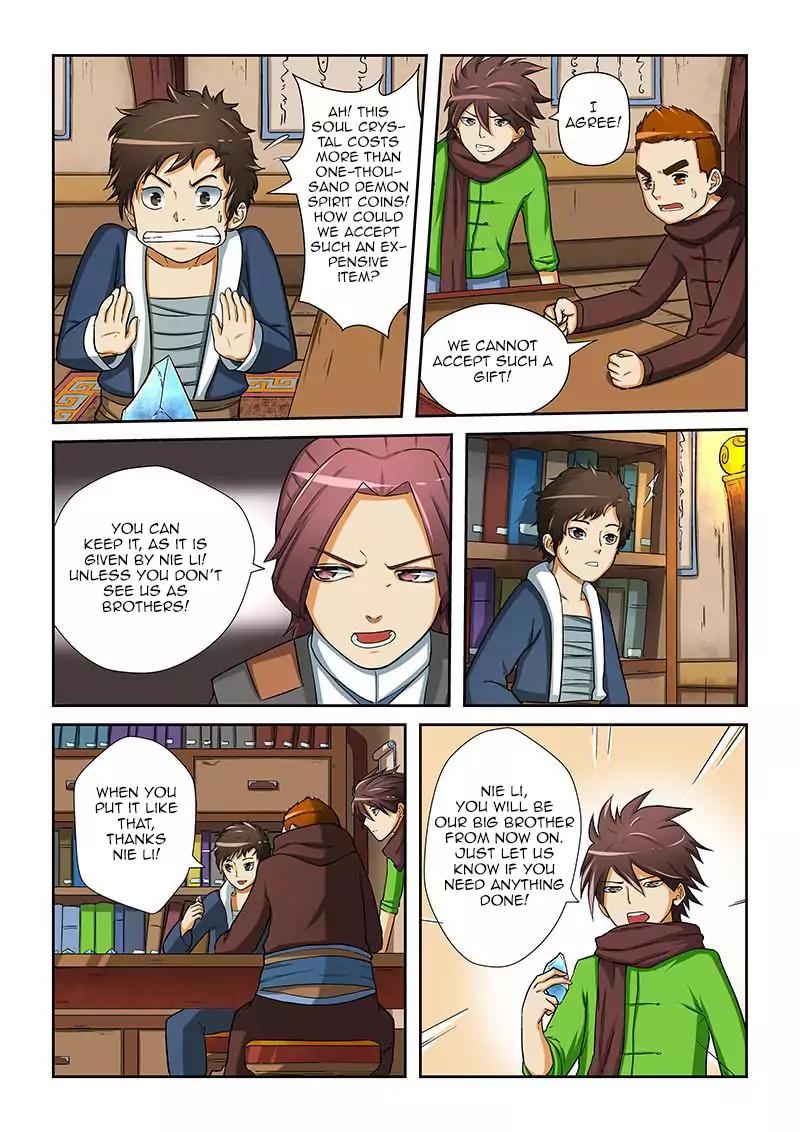 AH! THIS
SOUL CRYS-
TAL COSTS
MORE THAN
ONE-THOU-
SAND DEMON
SPIRIT COINS!
HOW COULD
WE ACCEPT
SUCH AN EX-
PENSIVE
ITEM?
I
AGREE!
WE CANNOT
ACCEPT SUCH A
GIFT!
YOU CAN
KEEP IT, AS IT IS
GIVEN BY NIE LI!
UNLESS YOU DON'T
SEE US AS
BROTHERS!
WHEN YOU
PUT IT LIKE
THAT,
THANKS
NIE LI!
NIE LI,
YOU WILL BE
OUR BIG BROTHER
FROM NOW ON.
JUST LET US
KNOW IF YOU
NEED ANYTHING
DONE!